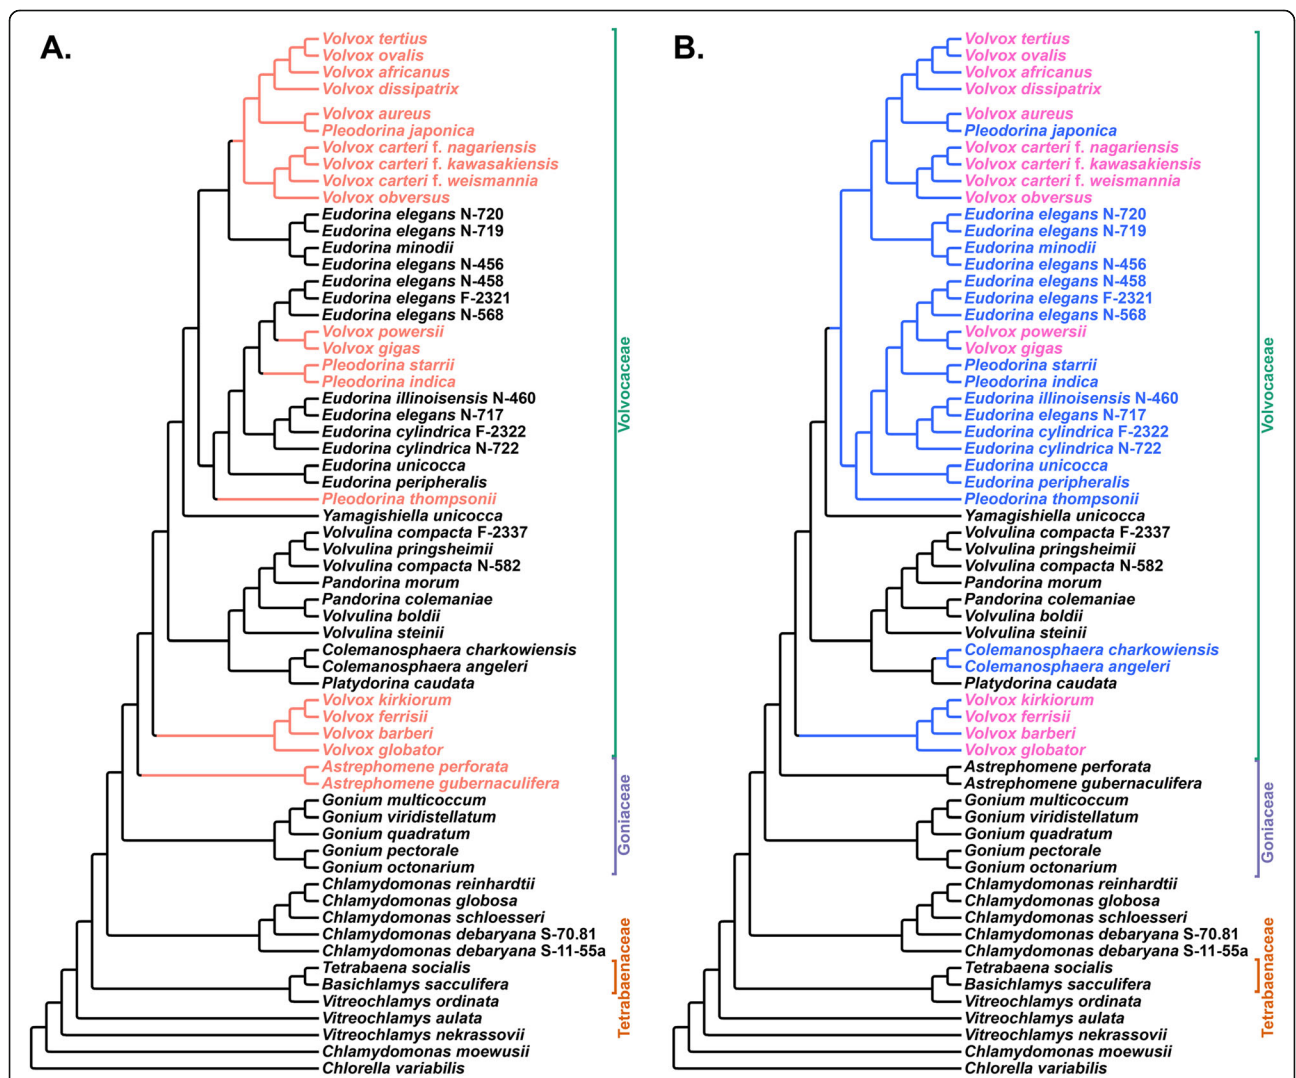 A.
Volvox tertius
Volvox ovalis
Volvox africanus
Volvox dissipatrix
Volvox aureus
Pleodorina japonica
Volvox carteri f. nagariensis
Volvox carteri f. kawasakiensis
Volvox carteri f. weismannia
Volvox obversus
Eudorina elegans N-720
Eudorina elegans N-719
Eudorina minodii
Eudorina elegans N-456
Eudorina elegans N-458
Eudorina elegans F-2321
Eudorina elegans N-568
Volvox powersii
Volvox gigas
Pleodorina starrii
Pleodorina indica
Eudorina illinoisensis N-460
Eudorina elegans N-717
Eudorina cylindrica F-2322
Eudorina cylindrica N-722
Eudorina unicocca
Eudorina peripheralis
Pleodorina thompsonii
Yamagishiella unicocca
Volvulina compacta F-2337
Volvulina pringsheimii
Volvulina compacta N-582
Pandorina morum
Pandorina colemaniae
Volvulina boldii
Volvulina steinii
Colemanosphaera charkowiensis
Colemanosphaera angeleri
Platydorina caudata
Volvox kirkiorum
Volvox ferrisii
Volvox barberi
Volvox globator
Astrephomene perforata
Astrephomene gubernaculifera
Gonium multicoccum
Gonium viridistellatum
Gonium quadratum
Gonium pectorale
Gonium octonarium
Chlamydomonas reinhardtii
Chlamydomonas globosa
Chlamydomonas schloesseri
Chlamydomonas debaryana S-70.81
Chlamydomonas debaryana S-11-55a
Tetrabaena socialis
Basichlamys sacculifera
Vitreochlamys ordinata
Vitreochlamys aulata
Vitreochlamys nekrassovii
Chlamydomonas moewusii
Chlorella variabilis
Volvocaceae
Goniaceae
Tetrabaenaceae
B.
Volvox tertius
Volvox ovalis
Volvox africanus
Volvox dissipatrix
Volvox aureus
Pleodorina japonica
Volvox carteri f. nagariensis
Volvox carteri f. kawasakiensis
Volvox carteri f. weismannia
Volvox obversus
Eudorina elegans N-720
Eudorina elegans N-719
Eudorina minodii
Eudorina elegans N-456
Eudorina elegans N-458
Eudorina elegans F-2321
Eudorina elegans N-568
Volvox powersii
Volvox gigas
Pleodorina starrii
Pleodorina indica
Eudorina illinoisensis N-460
Eudorina elegans N-717
Eudorina cylindrica F-2322
Eudorina cylindrica N-722
Eudorina unicocca
Eudorina peripheralis
Pleodorina thompsonii
Yamagishiella unicocca
Volvulina compacta F-2337
Volvulina pringsheimii
Volvulina compacta N-582
Pandorina morum
Pandorina colemaniae
Volvulina boldii
Volvulina steinii
Colemanosphaera charkowiensis
Colemanosphaera angeleri
Platydorina caudata
Volvox kirkiorum
Volvox ferrisii
Volvox barberi
Volvox globator
Astrephomene perforata
Astrephomene gubernaculifera
Gonium multicoccum
Gonium viridistellatum
Gonium quadratum
Gonium pectorale
Gonium octonarium
Chlamydomonas reinhardtii
Chlamydomonas globosa
Chlamydomonas schloesseri
Chlamydomonas debaryana S-70.81
Chlamydomonas debaryana S-11-55a
Tetrabaena socialis
Basichlamys sacculifera
Vitreochlamys ordinata
Vitreochlamys aulata
Vitreochlamys nekrassovii
Chlamydomonas moewusii
Chlorella variabilis
Volvocaceae
Goniaceae
Tetrabaenaceae